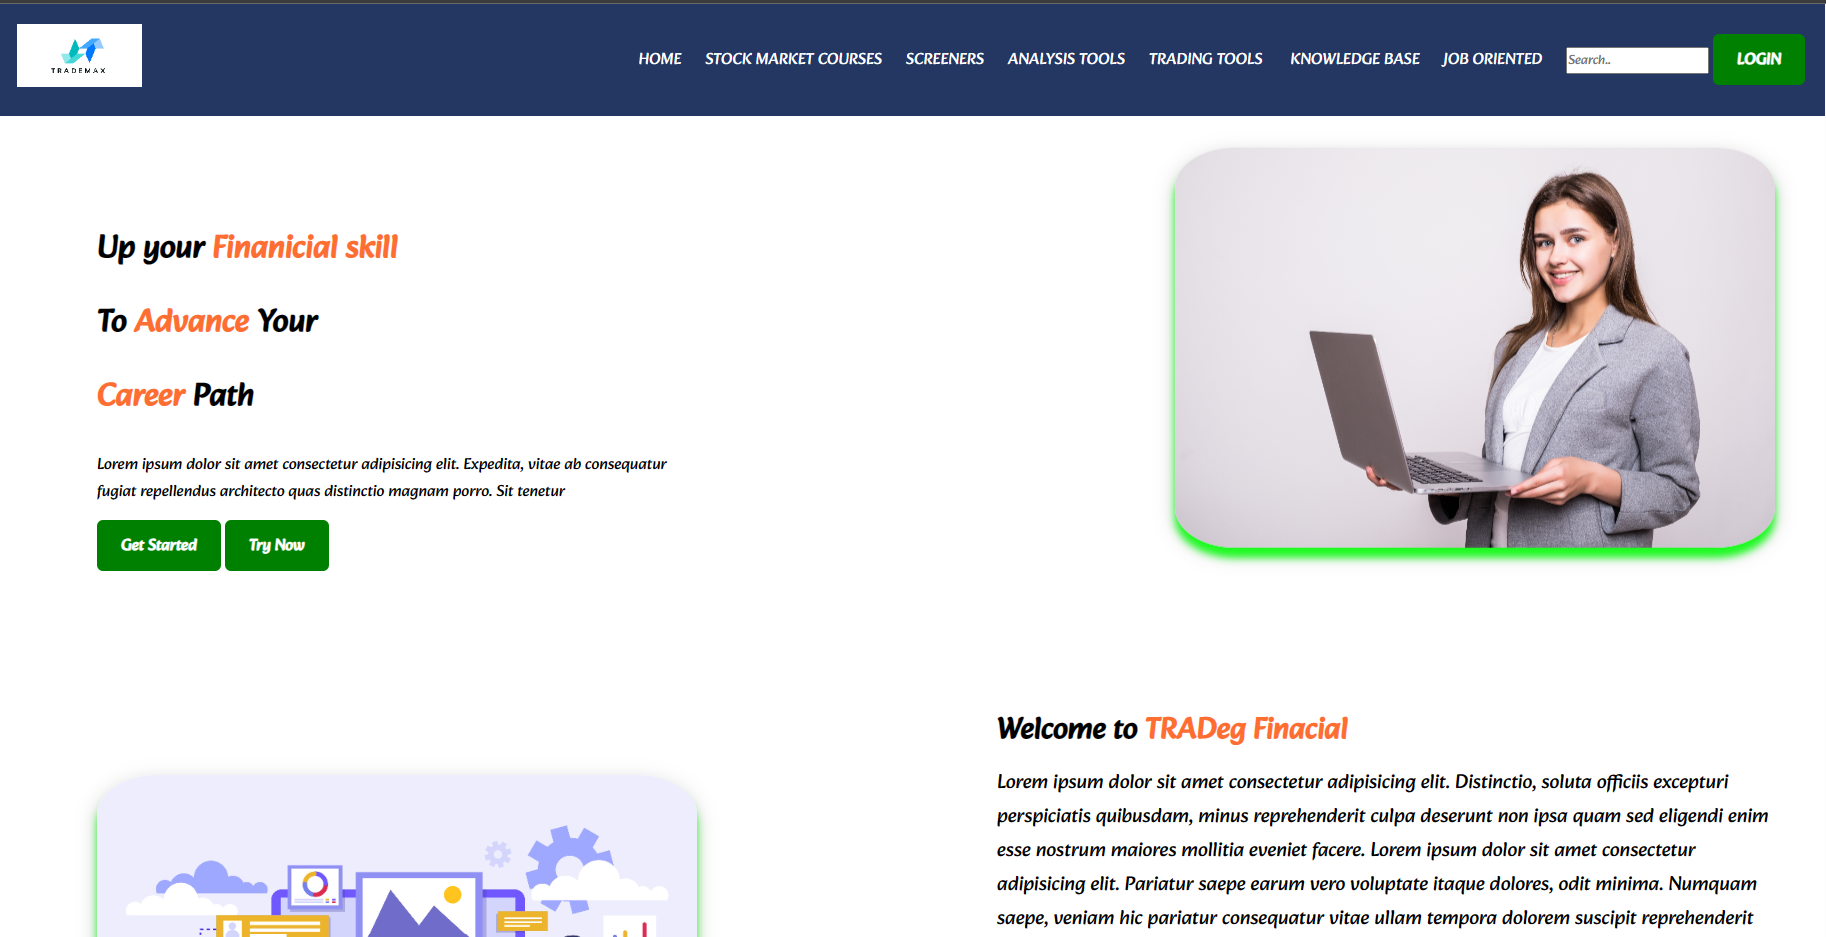 TRADEMAX
HOME STOCK MARKET COURSES SCREENERS ANALYSIS TOOLS TRADING TOOLS KNOWLEDGE BASE JOB ORIENTED Search.. LOGIN
Up your Finanicial skill
To Advance Your
Career Path
Lorem ipsum dolor sit amet consectetur adipisicing elit. Expedita, vitae ab consequatur
fugiat repellendus architecto quas distinctio magnam porro. Sit tenetur
Get Started Try Now
Welcome to TRADeg Finacial
Lorem ipsum dolor sit amet consectetur adipisicing elit. Distinctio, soluta officiis excepturi
perspiciatis quibusdam, minus reprehenderit culpa deserunt non ipsa quam sed eligendi enim
esse nostrum maiores mollitia eveniet facere. Lorem ipsum dolor sit amet consectetur
adipisicing elit. Pariatur saepe earum vero voluptate itaque dolores, odit minima. Numquam
saepe, veniam hic pariatur consequatur vitae ullam tempora dolorem suscipit reprehenderit